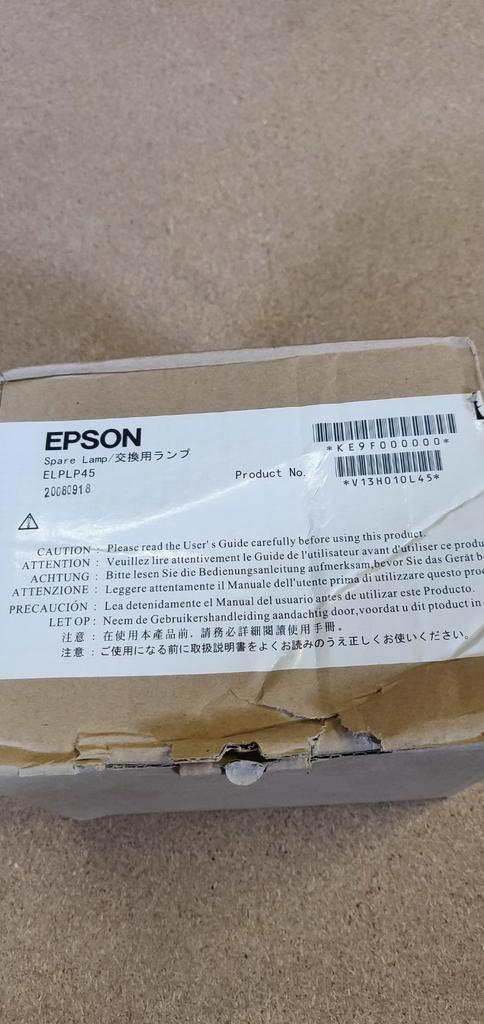 EPSON
Spare Lamp/交換用ランプ
ELPLP45
20080918
Product No.
*KE9F000000*
*V13H010L45*
CAUTION : Please read the User's Guide carefully before using this product.
ATTENTION : Veuillez lire attentivement le Guide de l'utilisateur avant d'utiliser ce produ
ACHTUNG : Bitte lesen Sie die Bedienungsanleitung aufmerksam,bevor Sie das Gerät b
ATTENZIONE : Leggere attentamente il Manuale dell'utente prima di utilizzare questo pro
PRECAUCIÓN : Lea detenidamente el Manual del usuario antes de utilizar este Producto.
LET OP : Neem de Gebruikershandleiding aandachtig door,voordat u dit product in
注意 : 在使用本產品前, 請務必詳細閱讀使用手冊。
注意 : ご使用になる前に取扱説明書をよくお読みのうえ正しくお使いください。